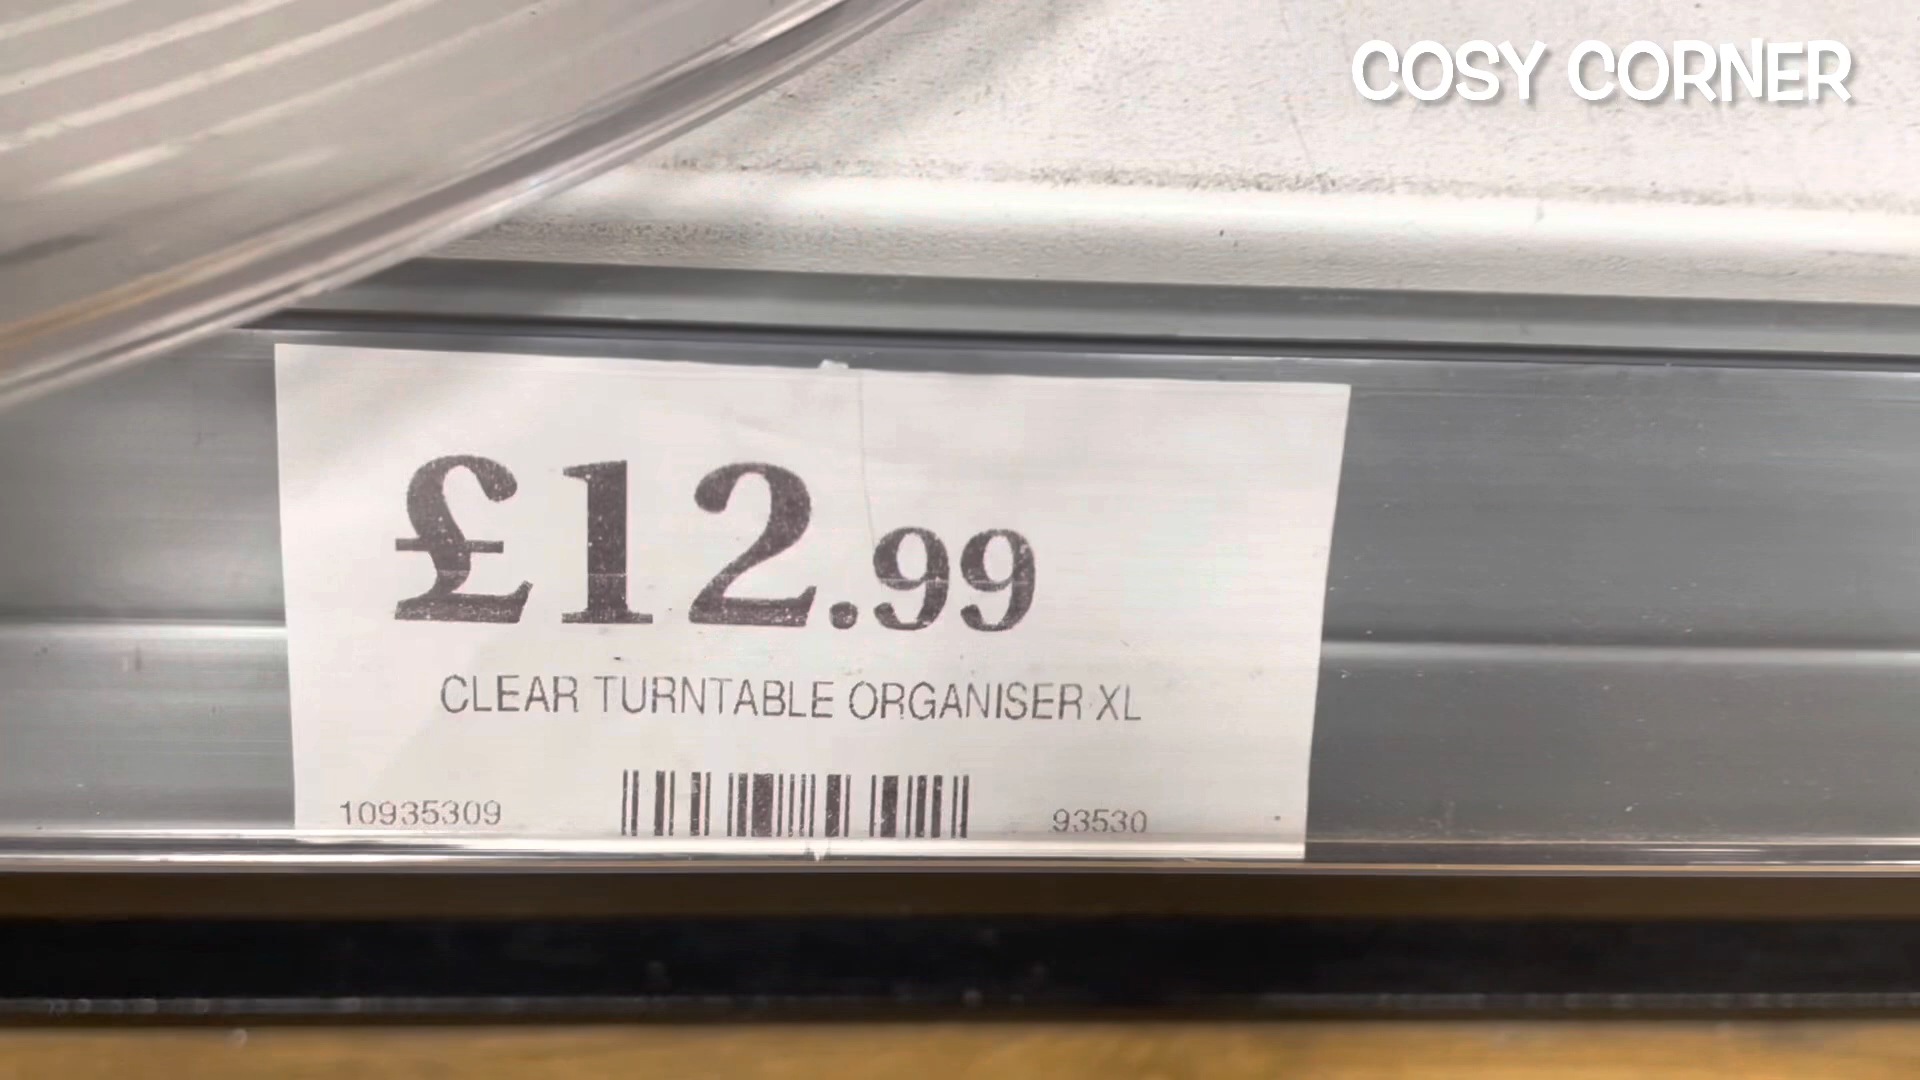 COSY CORNER
£12.99
CLEAR TURNTABLE ORGANISER XL
10935309 93530